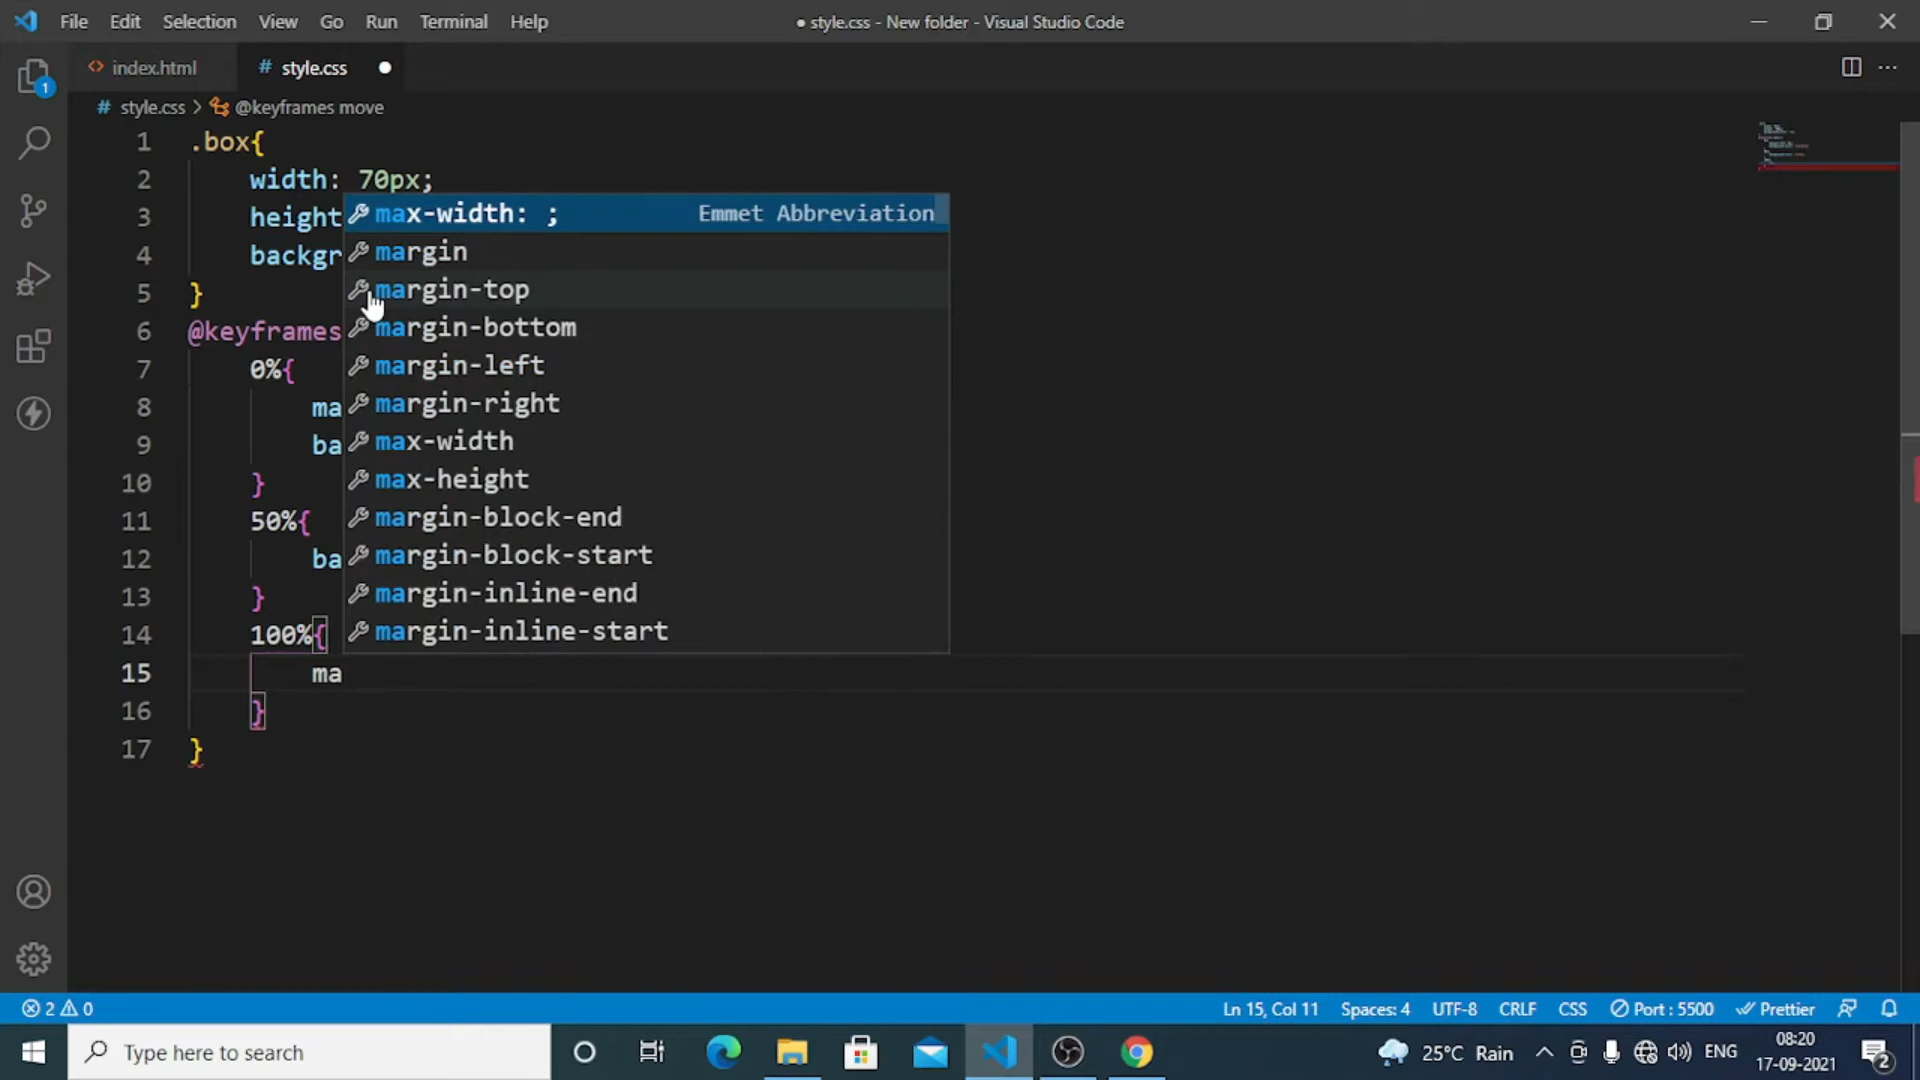 File Edit Selection View Go Run Terminal Help
● style.css - New folder - Visual Studio Code
1
<> index.html
# style.css ●
# style.css > @keyframes move
1 .box{
2 width: 70px;
3 height
4 backgr
5 }
6 @keyframes
7 0%{
8 ma
9 ba
10 }
11 50%{
12 ba
13 }
14 100%{
15 ma
16 }
17 }
max-width: ; Emmet Abbreviation
margin
margin-top
margin-bottom
margin-left
margin-right
max-width
max-height
margin-block-end
margin-block-start
margin-inline-end
margin-inline-start
2 0
Ln 15, Col 11 Spaces: 4 UTF-8 CRLF CSS Port : 5500 Prettier
Type here to search
25°C Rain
ENG
08:20
17-09-2021
2